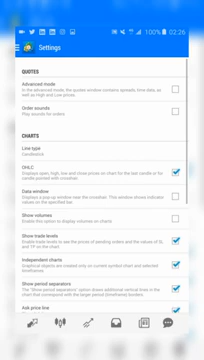 4G 100% 02:26
Settings
QUOTES
Advanced mode
In the advanced mode, the quotes window contains spreads, time data, as well as High and Low prices.
Order sounds
Play sounds for orders
CHARTS
Line type
Candlestick
OHLC
Displays open, high, low and close prices on chart for the last candle or for candle pointed with crosshair.
Data window
Displays a pop-up window near the crosshair. This window shows indicator values on the specified bar.
Show volumes
Enable this option to display volumes on charts
Show trade levels
Enable trade levels to see the prices of pending orders and the values of SL and TP on the chart.
Independent charts
Graphical objects are created only on current symbol chart and selected timeframes
Show period separators
The "Show period separators" option draws additional vertical lines in the chart that correspond with the larger period (timeframe) borders.
Ask price line